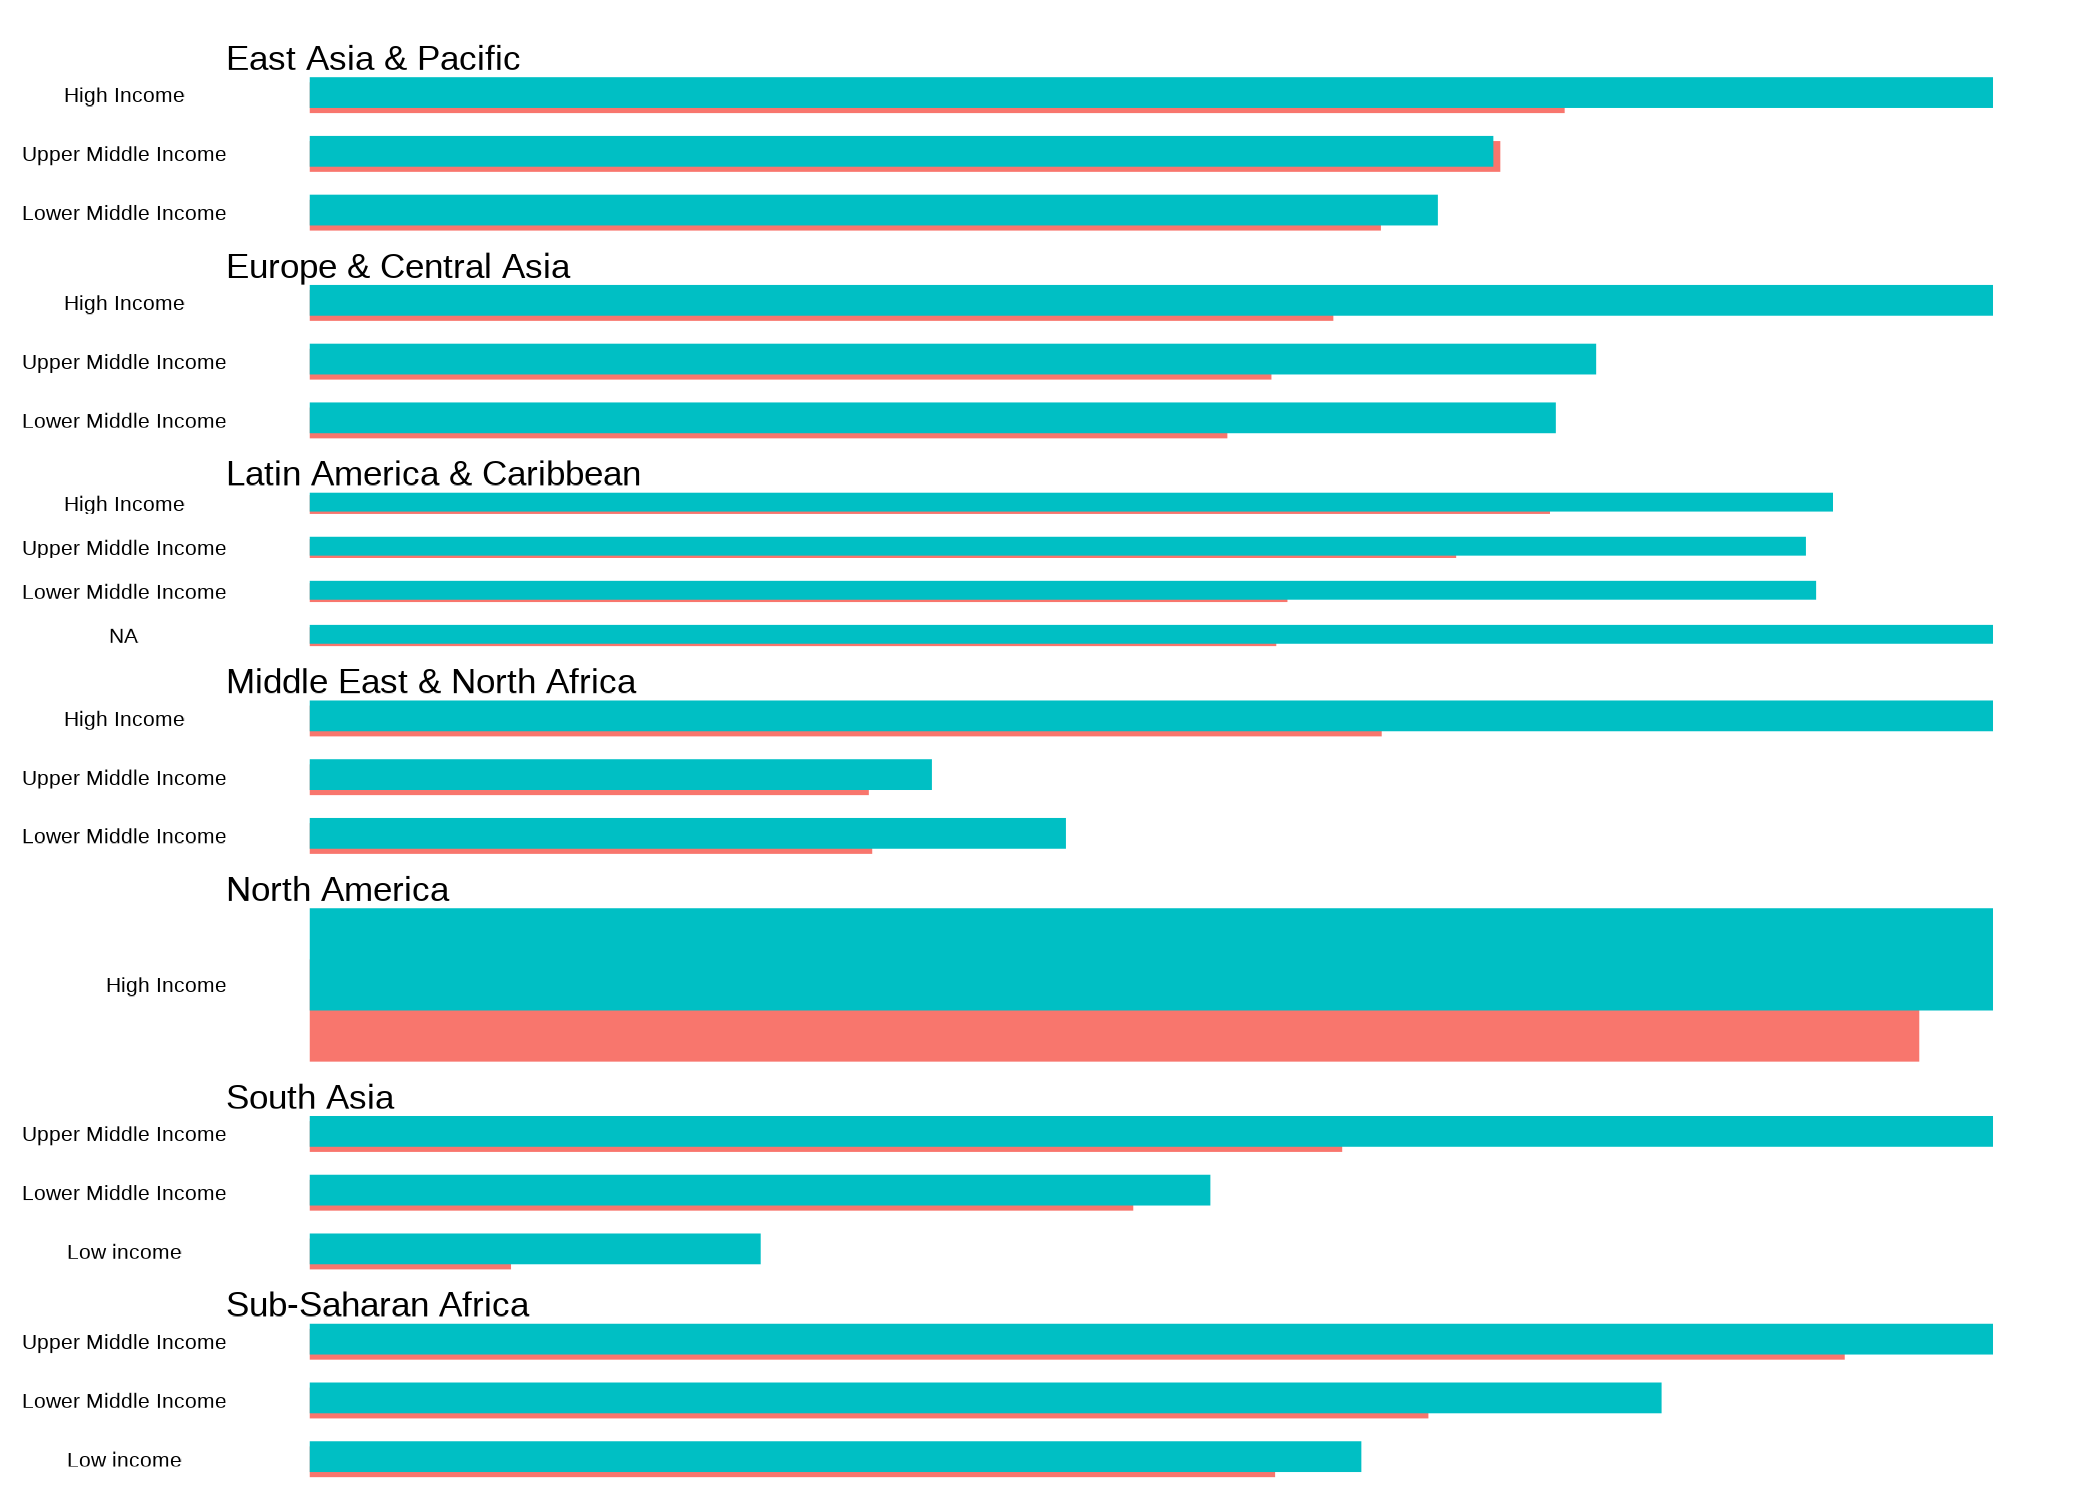 East Asia & Pacific
High Income
Upper Middle Income
Lower Middle Income
Europe & Central Asia
High Income
Upper Middle Income
Lower Middle Income
Latin America & Caribbean
High Income
Upper Middle Income
Lower Middle Income
NA
Middle East & North Africa
High Income
Upper Middle Income
Lower Middle Income
North America
High Income
South Asia
Upper Middle Income
Lower Middle Income
Low income
Sub-Saharan Africa
Upper Middle Income
Lower Middle Income
Low income